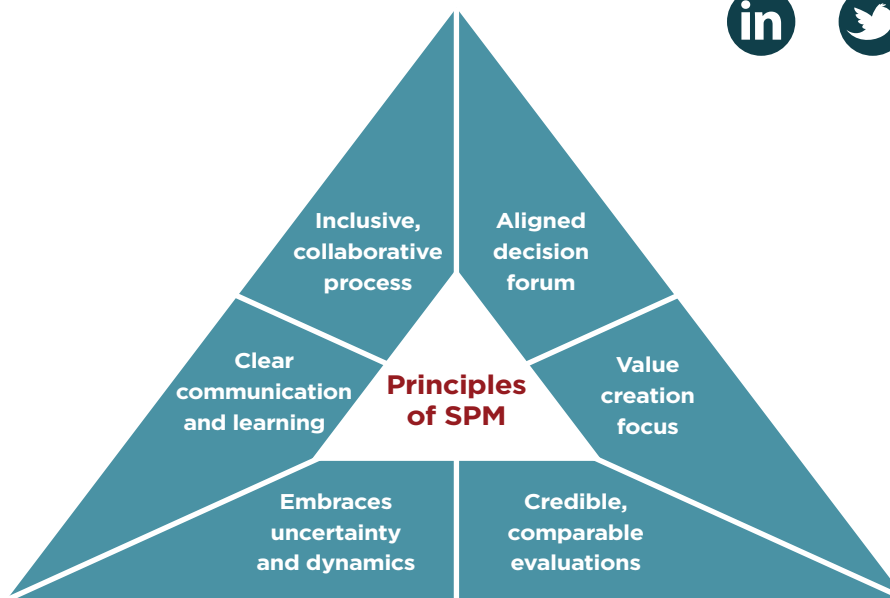 in
Inclusive,
collaborative
process
Aligned
decision
forum
Clear
communication
and learning
Principles
of SPM
Value
creation
focus
Embraces
uncertainty
and dynamics
Credible,
comparable
evaluations